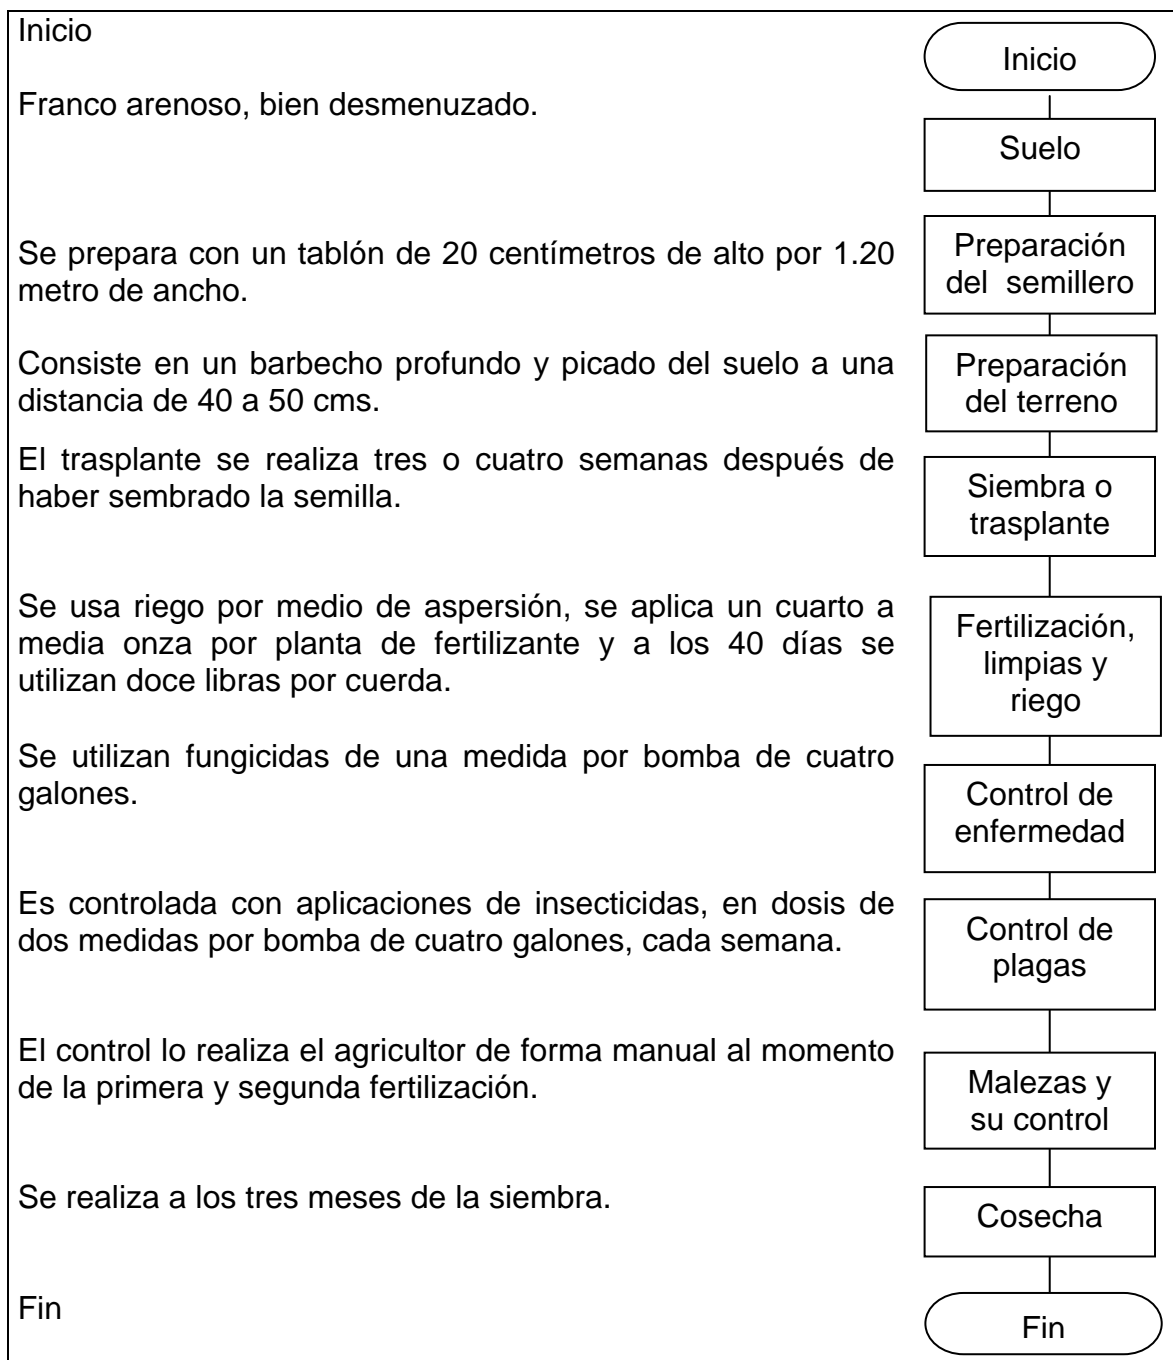 Inicio
Inicio
Franco arenoso, bien desmenuzado.
Suelo
Se prepara con un tablón de 20 centímetros de alto por 1.20
metro de ancho.
Preparación
del semillero
Consiste en un barbecho profundo y picado del suelo a una
distancia de 40 a 50 cms.
Preparación
del terreno
El trasplante se realiza tres o cuatro semanas después de
haber sembrado la semilla.
Siembra o
trasplante
Se usa riego por medio de aspersión, se aplica un cuarto a
media onza por planta de fertilizante y a los 40 días se
utilizan doce libras por cuerda.
Fertilización,
limpias y
riego
Se utilizan fungicidas de una medida por bomba de cuatro
galones.
Control de
enfermedad
Es controlada con aplicaciones de insecticidas, en dosis de
dos medidas por bomba de cuatro galones, cada semana.
Control de
plagas
El control lo realiza el agricultor de forma manual al momento
de la primera y segunda fertilización.
Malezas y
su control
Se realiza a los tres meses de la siembra.
Cosecha
Fin
Fin